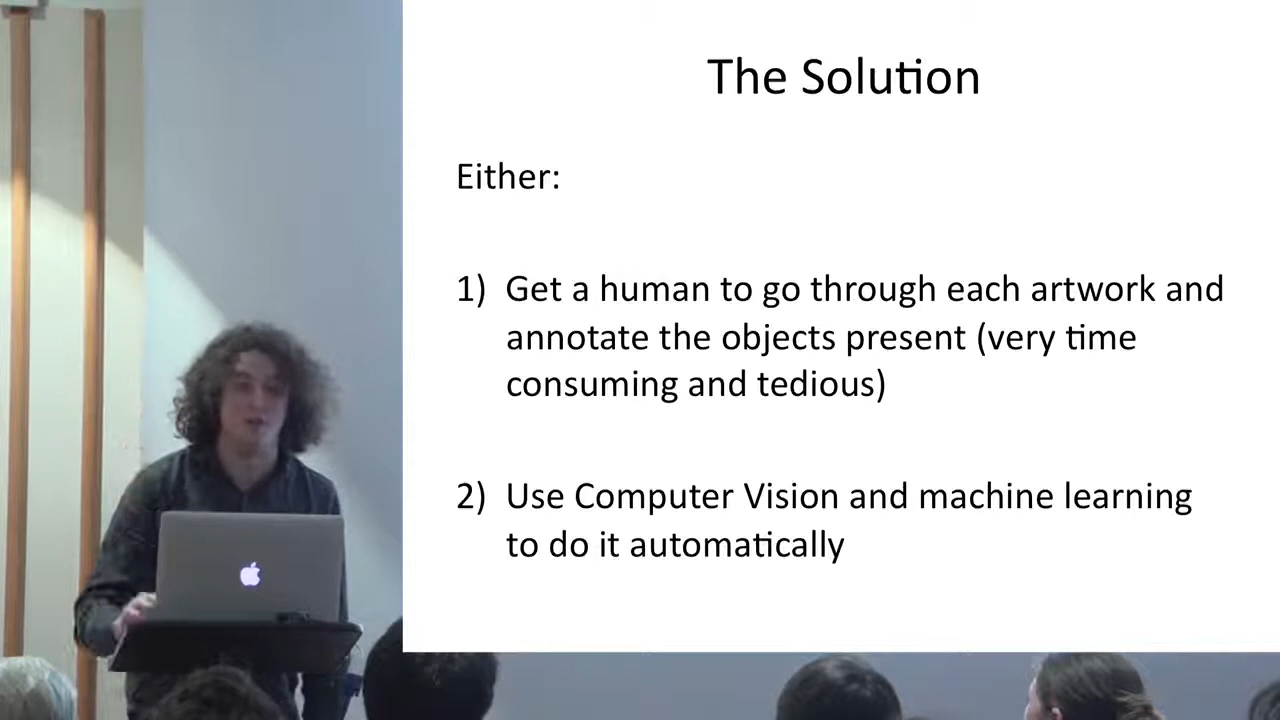 The Solution
Either:
1) Get a human to go through each artwork and
annotate the objects present (very time
consuming and tedious)
2) Use Computer Vision and machine learning
to do it automatically